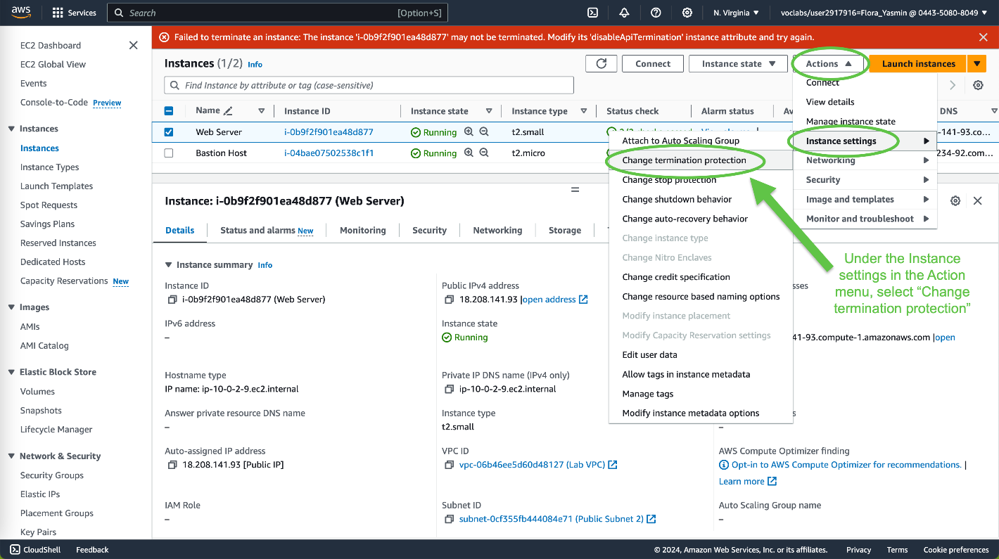 aws
Services
Search
[Option+S]
N. Virginia
voclabs/user2917916=Flora_Yasmin @ 0443-5080-8049
Failed to terminate an instance: The instance 'i-0b9f2f901ea48d877' may not be terminated. Modify its 'disableApiTermination' instance attribute and try again.
EC2 Dashboard
EC2 Global View
Events
Console-to-Code Preview
Instances
Instances
Instance Types
Launch Templates
Spot Requests
Savings Plans
Reserved Instances
Dedicated Hosts
Capacity Reservations New
Images
AMIs
AMI Catalog
Elastic Block Store
Volumes
Snapshots
Lifecycle Manager
Network & Security
Security Groups
Elastic IPs
Placement Groups
Key Pairs
Instances (1/2) Info
Connect
Instance state
Actions
Launch instances
Find Instance by attribute or tag (case-sensitive)
Name
Instance ID
Instance state
Instance type
Status check
Alarm status
DNS
Web Server
i-0b9f2f901ea48d877
Running
t2.small
-141-93.co...
Bastion Host
i-04bae07502538c1f1
Running
t2.micro
234-92.com...
Connect
View details
Manage instance state
Instance settings
Networking
Security
Image and templates
Monitor and troubleshoot
Attach to Auto Scaling Group
Change termination protection
Change stop protection
Change shutdown behavior
Change auto-recovery behavior
Change instance type
Change Nitro Enclaves
Change credit specification
Change resource based naming options
Modify instance placement
Modify Capacity Reservation settings
Edit user data
Allow tags in instance metadata
Manage tags
Modify instance metadata options
Under the Instance
settings in the Action
menu, select “Change
termination protection”
Instance: i-0b9f2f901ea48d877 (Web Server)
Details
Status and alarms New
Monitoring
Security
Networking
Storage
Instance summary Info
Instance ID
i-0b9f2f901ea48d877 (Web Server)
Public IPv4 address
18.208.141.93 |open address
IPv6 address
–
Instance state
Running
41-93.compute-1.amazonaws.com |open
Hostname type
IP name: ip-10-0-2-9.ec2.internal
Private IP DNS name (IPv4 only)
ip-10-0-2-9.ec2.internal
Answer private resource DNS name
–
Instance type
t2.small
–
Auto-assigned IP address
18.208.141.93 [Public IP]
VPC ID
vpc-06b46ee5d60d48127 (Lab VPC)
AWS Compute Optimizer finding
Opt-in to AWS Compute Optimizer for recommendations. |
Learn more
IAM Role
–
Subnet ID
subnet-0cf355fb444084e71 (Public Subnet 2)
Auto Scaling Group name
–
CloudShell
Feedback
© 2024, Amazon Web Services, Inc. or its affiliates.
Privacy
Terms
Cookie preferences